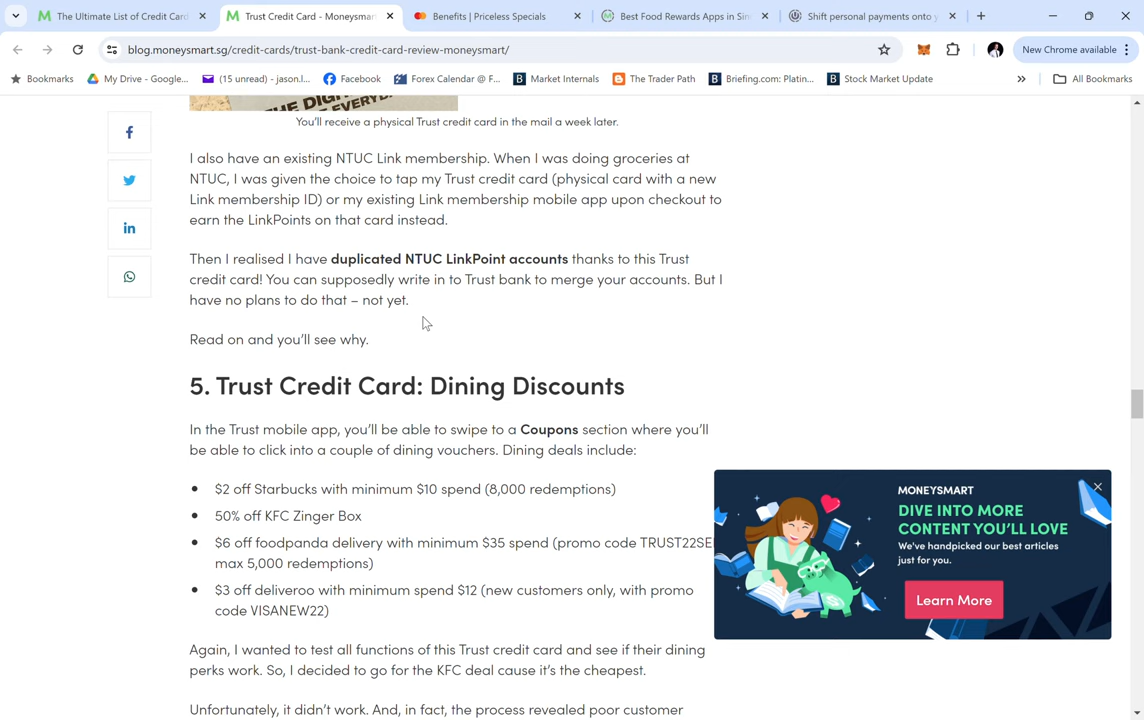 The Ultimate List of Credit Card
Trust Credit Card - Moneysmar
Benefits | Priceless Specials
Best Food Rewards Apps in Sin
Shift personal payments onto y
blog.moneysmart.sg/credit-cards/trust-bank-credit-card-review-moneysmart/
New Chrome available
Bookmarks
My Drive - Google...
(15 unread) - jason.l...
Facebook
Forex Calendar @ F...
Market Internals
The Trader Path
Briefing.com: Platin...
Stock Market Update
All Bookmarks
THE DIGI
EVERYDA
You'll receive a physical Trust credit card in the mail a week later.
I also have an existing NTUC Link membership. When I was doing groceries at
NTUC, I was given the choice to tap my Trust credit card (physical card with a new
Link membership ID) or my existing Link membership mobile app upon checkout to
earn the LinkPoints on that card instead.
Then I realised I have duplicated NTUC LinkPoint accounts thanks to this Trust
credit card! You can supposedly write in to Trust bank to merge your accounts. But I
have no plans to do that – not yet.
Read on and you'll see why.
5. Trust Credit Card: Dining Discounts
In the Trust mobile app, you'll be able to swipe to a Coupons section where you'll
be able to click into a couple of dining vouchers. Dining deals include:
$2 off Starbucks with minimum $10 spend (8,000 redemptions)
50% off KFC Zinger Box
$6 off foodpanda delivery with minimum $35 spend (promo code TRUST22SE
max 5,000 redemptions)
$3 off deliveroo with minimum spend $12 (new customers only, with promo
code VISANEW22)
Again, I wanted to test all functions of this Trust credit card and see if their dining
perks work. So, I decided to go for the KFC deal cause it's the cheapest.
Unfortunately, it didn't work. And, in fact, the process revealed poor customer
MONEYSMART
DIVE INTO MORE
CONTENT YOU'LL LOVE
We've handpicked our best articles
just for you.
Learn More